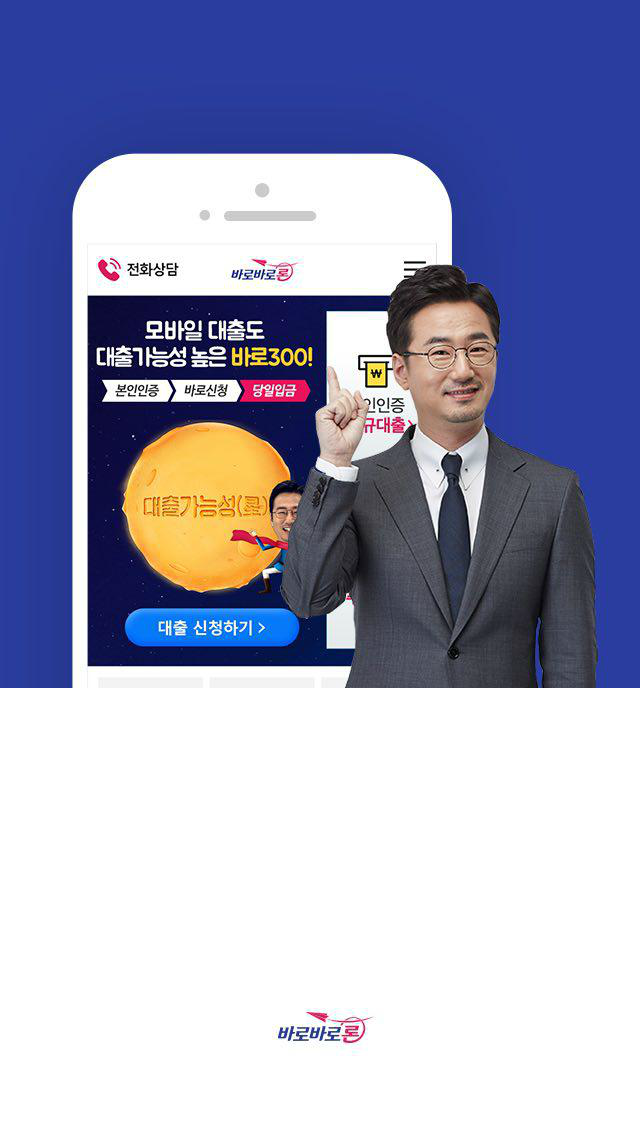 전화상담
바로바로론
모바일 대출도
대출가능성 높은 바로300!
본인인증 바로신청 당일입금
인인증
규대출>
대출가능성
대출 신청하기 >
바로바로론